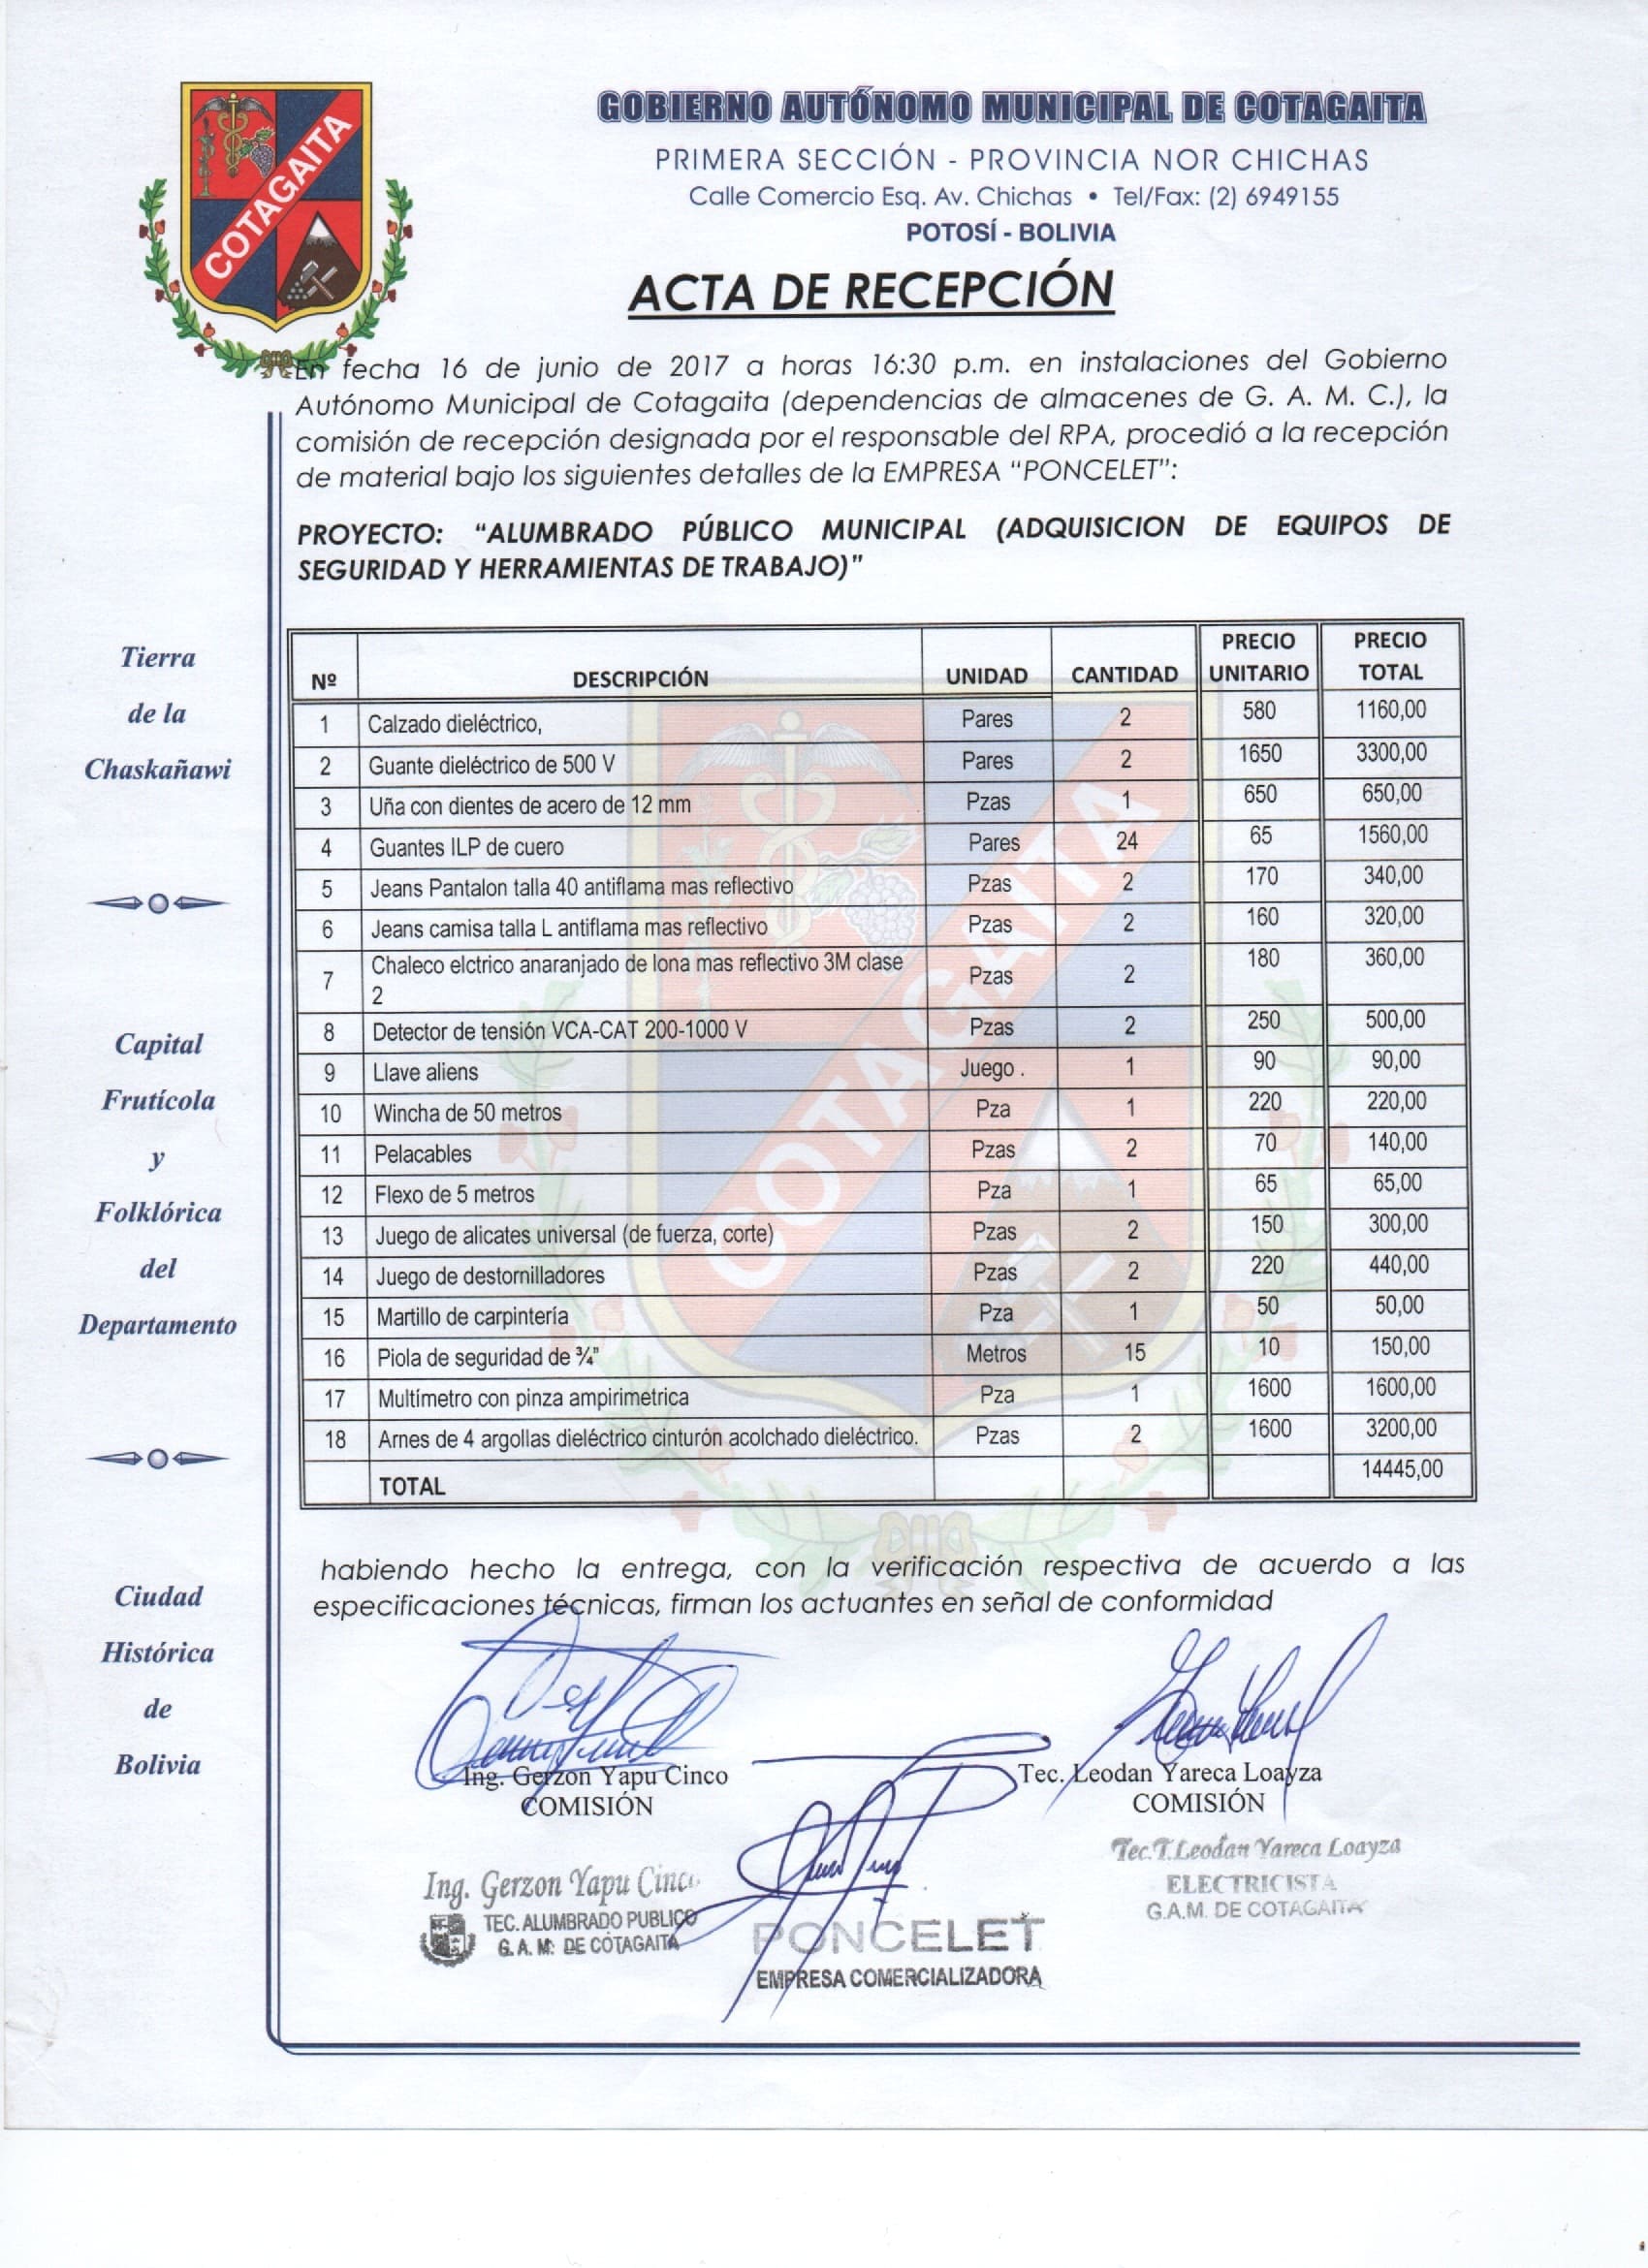 COTAGAITA
GOBIERNO AUTÓNOMO MUNICIPAL DE COTAGAITA
PRIMERA SECCIÓN - PROVINCIA NOR CHICHAS
Calle Comercio Esq. Av. Chichas • Tel/Fax: (2) 6949155
POTOSÍ - BOLIVIA
ACTA DE RECEPCIÓN
En fecha 16 de junio de 2017 a horas 16:30 p.m. en instalaciones del Gobierno
Autónomo Municipal de Cotagaita (dependencias de almacenes de G. A. M. C.), la
comisión de recepción designada por el responsable del RPA, procedió a la recepción
de material bajo los siguientes detalles de la EMPRESA “PONCELET”:
PROYECTO: “ALUMBRADO PÚBLICO MUNICIPAL (ADQUISICION DE EQUIPOS DE
SEGURIDAD Y HERRAMIENTAS DE TRABAJO)”
Nº DESCRIPCIÓN UNIDAD CANTIDAD PRECIO UNITARIO PRECIO TOTAL
1 Calzado dieléctrico, Pares 2 580 1160,00
2 Guante dieléctrico de 500 V Pares 2 1650 3300,00
3 Uña con dientes de acero de 12 mm Pzas 1 650 650,00
4 Guantes ILP de cuero Pares 24 65 1560,00
5 Jeans Pantalon talla 40 antiflama mas reflectivo Pzas 2 170 340,00
6 Jeans camisa talla L antiflama mas reflectivo Pzas 2 160 320,00
7 Chaleco elctrico anaranjado de lona mas reflectivo 3M clase 2 Pzas 2 180 360,00
8 Detector de tensión VCA-CAT 200-1000 V Pzas 2 250 500,00
9 Llave aliens Juego . 1 90 90,00
10 Wincha de 50 metros Pza 1 220 220,00
11 Pelacables Pzas 2 70 140,00
12 Flexo de 5 metros Pza 1 65 65,00
13 Juego de alicates universal (de fuerza, corte) Pzas 2 150 300,00
14 Juego de destornilladores Pzas 2 220 440,00
15 Martillo de carpintería Pza 1 50 50,00
16 Piola de seguridad de ¾" Metros 15 10 150,00
17 Multímetro con pinza ampirimetrica Pza 1 1600 1600,00
18 Arnes de 4 argollas dieléctrico cinturón acolchado dieléctrico. Pzas 2 1600 3200,00
TOTAL 14445,00
COTAGAITA
habiendo hecho la entrega, con la verificación respectiva de acuerdo a las
especificaciones técnicas, firman los actuantes en señal de conformidad
Ing. Gerzon Yapu Cinco
COMISIÓN
Tec. Leodan Yareca Loayza
COMISIÓN
Ing. Gerzon Yapu Cinco
TEC. ALUMBRADO PUBLICO
G. A. M. DE COTAGAITA
PONCELET
EMPRESA COMERCIALIZADORA
Tec.T.Leodan Yareca Loayza
ELECTRICISTA
G.A.M. DE COTAGAITA
Tierra
de la
Chaskañawi
Capital
Frutícola
y
Folklórica
del
Departamento
Ciudad
Histórica
de
Bolivia